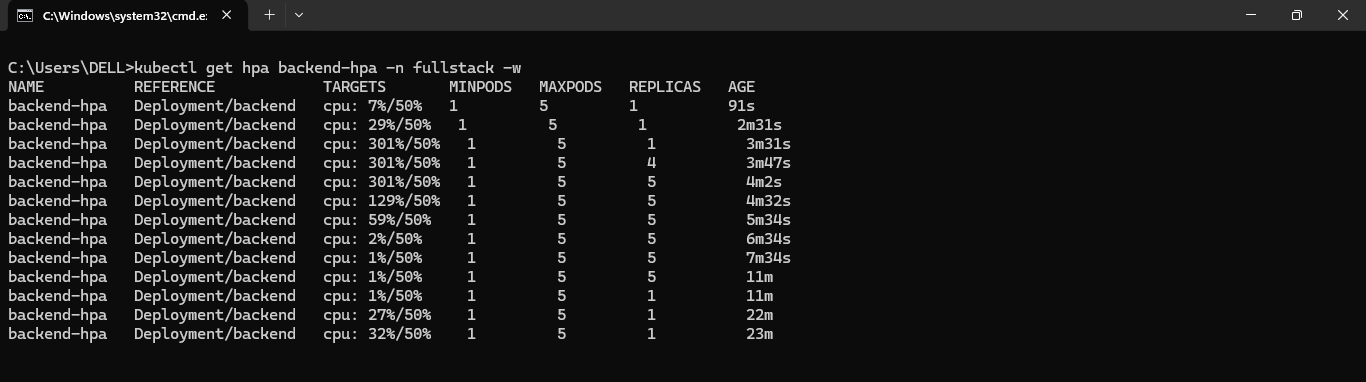 C:\Windows\system32\cmd.e:
C:\Users\DELL>kubectl get hpa backend-hpa -n fullstack -w
NAME          REFERENCE            TARGETS       MINPODS   MAXPODS   REPLICAS   AGE
backend-hpa   Deployment/backend   cpu: 7%/50%   1         5         1          91s
backend-hpa   Deployment/backend   cpu: 29%/50%   1         5         1          2m31s
backend-hpa   Deployment/backend   cpu: 301%/50%   1         5         1          3m31s
backend-hpa   Deployment/backend   cpu: 301%/50%   1         5         4          3m47s
backend-hpa   Deployment/backend   cpu: 301%/50%   1         5         5          4m2s
backend-hpa   Deployment/backend   cpu: 129%/50%   1         5         5          4m32s
backend-hpa   Deployment/backend   cpu: 59%/50%    1         5         5          5m34s
backend-hpa   Deployment/backend   cpu: 2%/50%     1         5         5          6m34s
backend-hpa   Deployment/backend   cpu: 1%/50%     1         5         5          7m34s
backend-hpa   Deployment/backend   cpu: 1%/50%     1         5         5          11m
backend-hpa   Deployment/backend   cpu: 1%/50%     1         5         1          11m
backend-hpa   Deployment/backend   cpu: 27%/50%    1         5         1          22m
backend-hpa   Deployment/backend   cpu: 32%/50%    1         5         1          23m